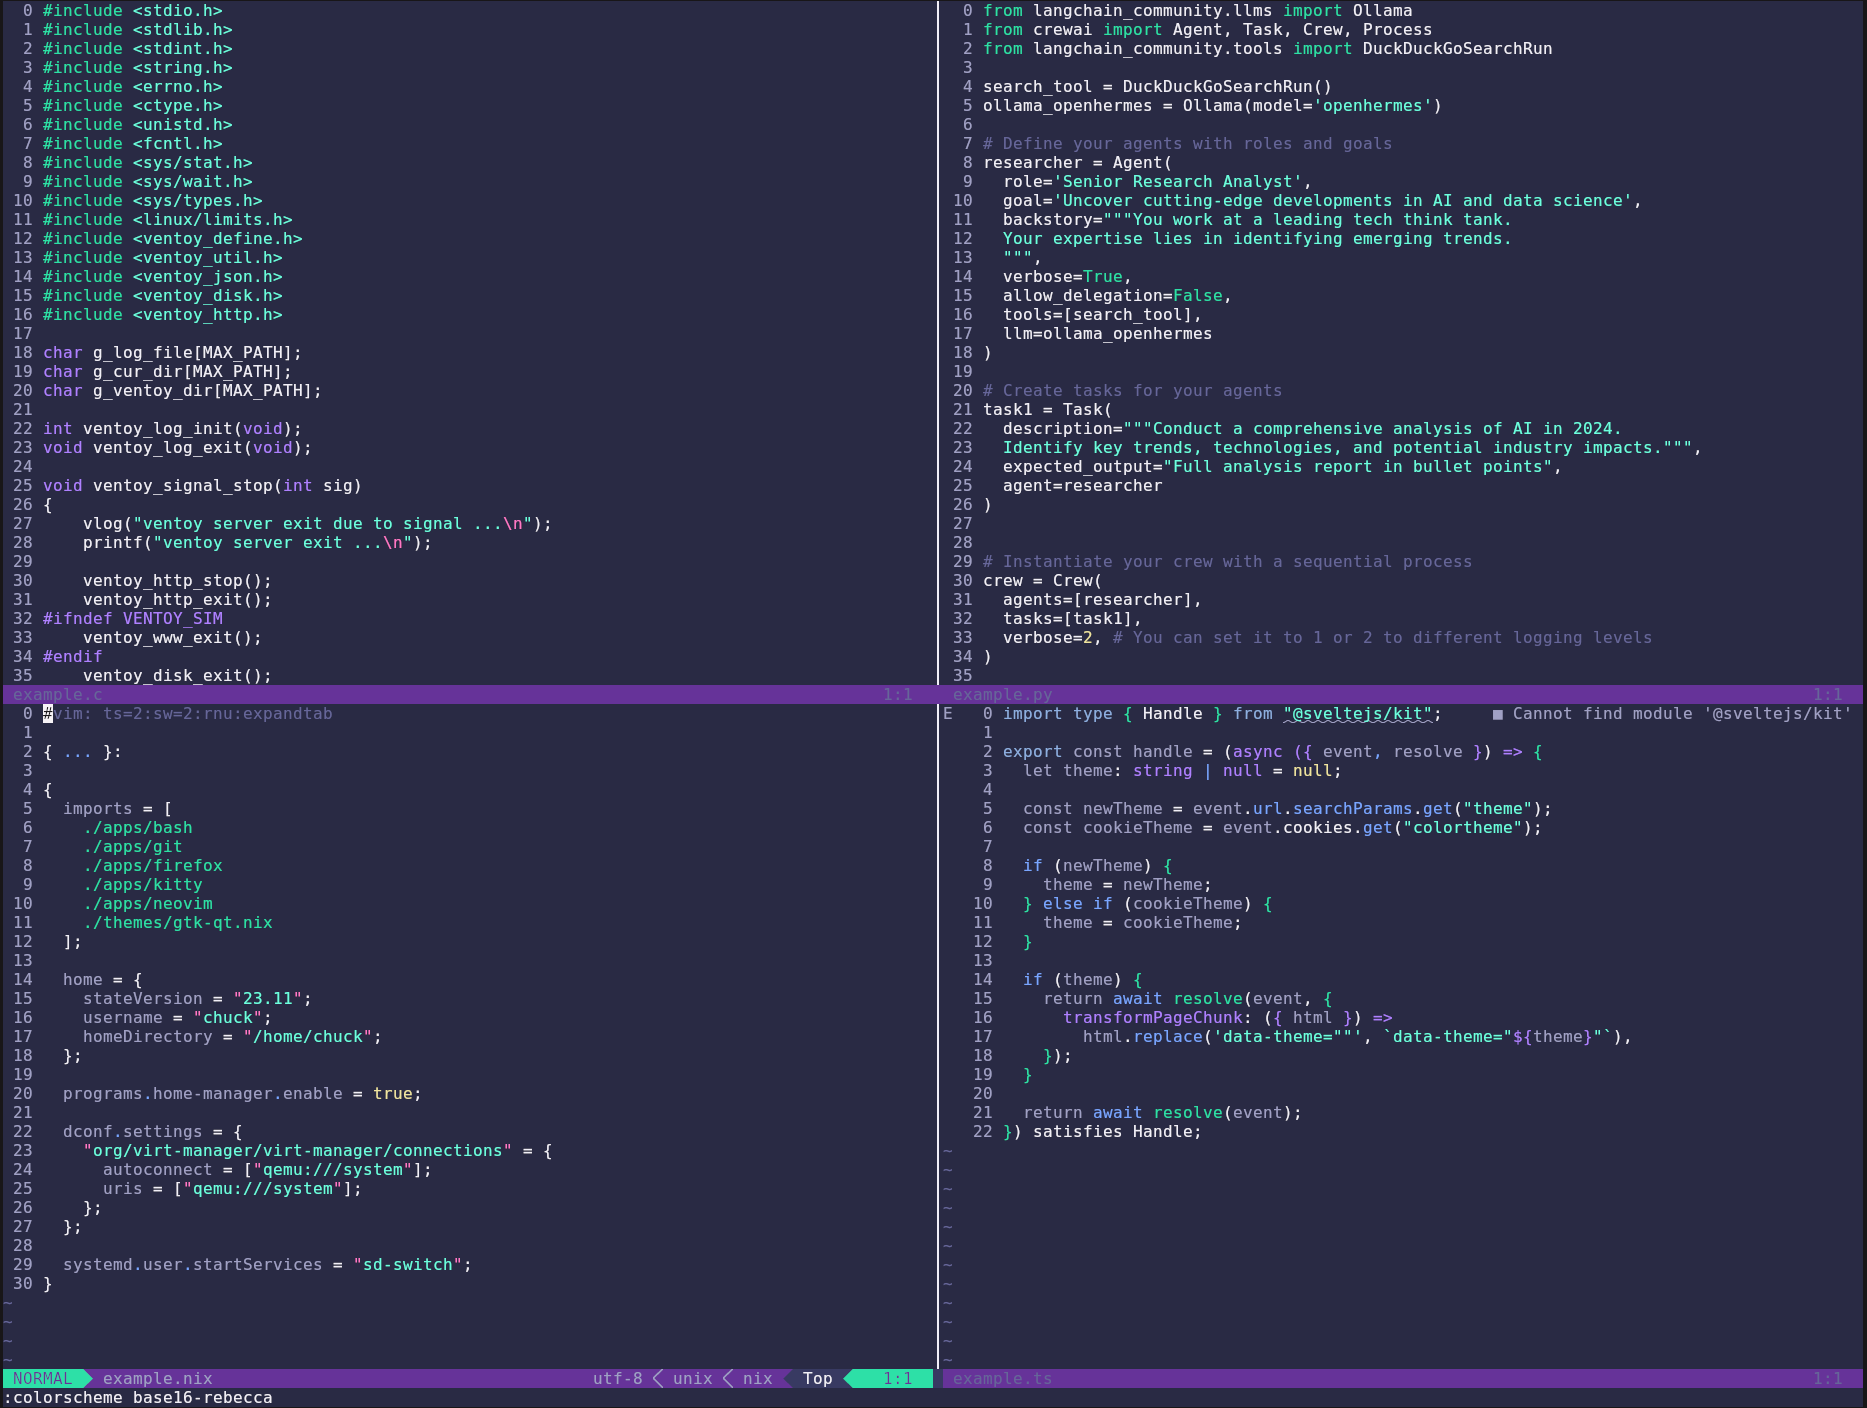 0 #include <stdio.h>
1 #include <stdlib.h>
2 #include <stdint.h>
3 #include <string.h>
4 #include <errno.h>
5 #include <ctype.h>
6 #include <unistd.h>
7 #include <fcntl.h>
8 #include <sys/stat.h>
9 #include <sys/wait.h>
10 #include <sys/types.h>
11 #include <linux/limits.h>
12 #include <ventoy_define.h>
13 #include <ventoy_util.h>
14 #include <ventoy_json.h>
15 #include <ventoy_disk.h>
16 #include <ventoy_http.h>
17
18 char g_log_file[MAX_PATH];
19 char g_cur_dir[MAX_PATH];
20 char g_ventoy_dir[MAX_PATH];
21
22 int ventoy_log_init(void);
23 void ventoy_log_exit(void);
24
25 void ventoy_signal_stop(int sig)
26 {
27     vlog("ventoy server exit due to signal ...\n");
28     printf("ventoy server exit ...\n");
29
30     ventoy_http_stop();
31     ventoy_http_exit();
32 #ifndef VENTOY_SIM
33     ventoy_www_exit();
34 #endif
35     ventoy_disk_exit();
example.c 1:1
0 from langchain_community.llms import Ollama
1 from crewai import Agent, Task, Crew, Process
2 from langchain_community.tools import DuckDuckGoSearchRun
3
4 search_tool = DuckDuckGoSearchRun()
5 ollama_openhermes = Ollama(model='openhermes')
6
7 # Define your agents with roles and goals
8 researcher = Agent(
9   role='Senior Research Analyst',
10   goal='Uncover cutting-edge developments in AI and data science',
11   backstory="""You work at a leading tech think tank.
12   Your expertise lies in identifying emerging trends.
13   """,
14   verbose=True,
15   allow_delegation=False,
16   tools=[search_tool],
17   llm=ollama_openhermes
18 )
19
20 # Create tasks for your agents
21 task1 = Task(
22   description="""Conduct a comprehensive analysis of AI in 2024.
23   Identify key trends, technologies, and potential industry impacts.""",
24   expected_output="Full analysis report in bullet points",
25   agent=researcher
26 )
27
28
29 # Instantiate your crew with a sequential process
30 crew = Crew(
31   agents=[researcher],
32   tasks=[task1],
33   verbose=2, # You can set it to 1 or 2 to different logging levels
34 )
35
example.py 1:1
0 #vim: ts=2:sw=2:rnu:expandtab
1
2 { ... }:
3
4 {
5   imports = [
6     ./apps/bash
7     ./apps/git
8     ./apps/firefox
9     ./apps/kitty
10     ./apps/neovim
11     ./themes/gtk-qt.nix
12   ];
13
14   home = {
15     stateVersion = "23.11";
16     username = "chuck";
17     homeDirectory = "/home/chuck";
18   };
19
20   programs.home-manager.enable = true;
21
22   dconf.settings = {
23     "org/virt-manager/virt-manager/connections" = {
24       autoconnect = ["qemu:///system"];
25       uris = ["qemu:///system"];
26     };
27   };
28
29   systemd.user.startServices = "sd-switch";
30 }
~
~
~
~
NORMAL example.nix utf-8 unix nix Top 1:1
E 0 import type { Handle } from "@sveltejs/kit"; ■ Cannot find module '@sveltejs/kit'
1
2 export const handle = (async ({ event, resolve }) => {
3   let theme: string | null = null;
4
5   const newTheme = event.url.searchParams.get("theme");
6   const cookieTheme = event.cookies.get("colortheme");
7
8   if (newTheme) {
9     theme = newTheme;
10   } else if (cookieTheme) {
11     theme = cookieTheme;
12   }
13
14   if (theme) {
15     return await resolve(event, {
16       transformPageChunk: ({ html }) =>
17         html.replace('data-theme=""', `data-theme="${theme}"`),
18     });
19   }
20
21   return await resolve(event);
22 }) satisfies Handle;
~
~
~
~
~
~
~
~
~
~
~
~
example.ts 1:1
:colorscheme base16-rebecca